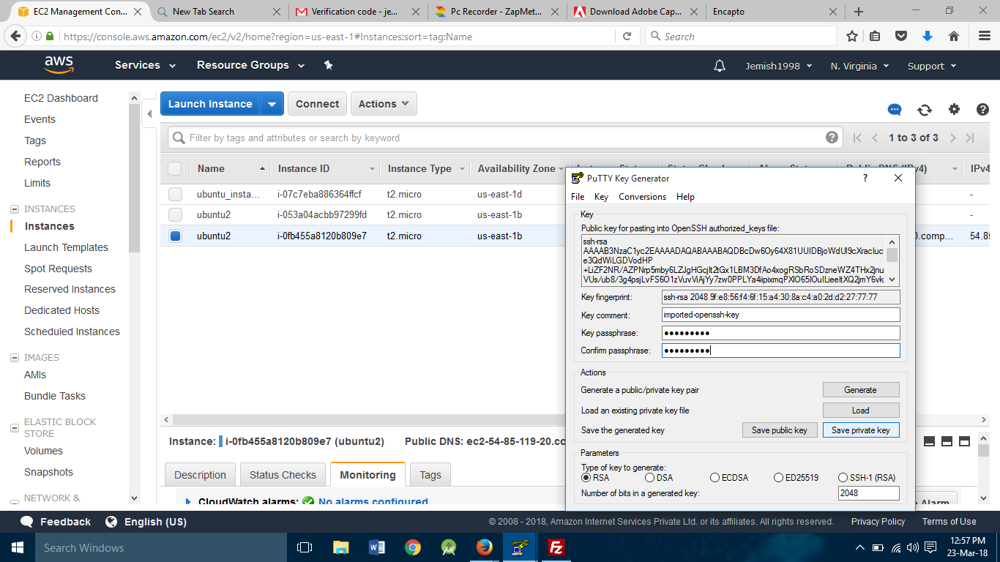 EC2 Management Con...
New Tab Search
Verification code - je...
Pc Recorder - ZapMet...
Download Adobe Cap...
Encapto
https://console.aws.amazon.com/ec2/v2/home?region=us-east-1#Instances:sort=tag:Name
Search
aws
Services
Resource Groups
Jemish1998
N. Virginia
Support
EC2 Dashboard
Events
Tags
Reports
Limits
INSTANCES
Instances
Launch Templates
Spot Requests
Reserved Instances
Dedicated Hosts
Scheduled Instances
IMAGES
AMIs
Bundle Tasks
ELASTIC BLOCK
STORE
Volumes
Snapshots
NETWORK &
Launch Instance
Connect
Actions
Filter by tags and attributes or search by keyword
1 to 3 of 3
Name Instance ID Instance Type Availability Zone
ubuntu_insta... i-07c7eba886364ffcf t2.micro us-east-1d -
ubuntu2 i-053a04acbb97299fd t2.micro us-east-1b -
ubuntu2 i-0fb455a8120b809e7 t2.micro us-east-1b 0.comp...
Instance: i-0fb455a8120b809e7 (ubuntu2) Public DNS: ec2-54-85-119-20.co
Description
Status Checks
Monitoring
Tags
CloudWatch alarms: No alarms configured
Alarm
PuTTY Key Generator
? 
File Key Conversions Help
Key
Public key for pasting into OpenSSH authorized_keys file:
ssh-rsa
Key fingerprint: ssh-rsa 2048 9f:e8:56:f4:6f:15:a4:30:8a:c4:a0:2d:d2:27:77:77
Key comment: imported-openssh-key
Key passphrase: ●●●●●●●●●
Confirm passphrase: ●●●●●●●●●
Actions
Generate a public/private key pair Generate
Load an existing private key file Load
Save the generated key Save public key Save private key
Parameters
Type of key to generate:
RSA DSA ECDSA ED25519 SSH-1 (RSA)
Number of bits in a generated key: 2048
Feedback
English (US)
© 2008 - 2018, Amazon Internet Services Private Ltd. or its affiliates. All rights reserved.
Privacy Policy
Terms of Use
Search Windows
12:57 PM
23-Mar-18